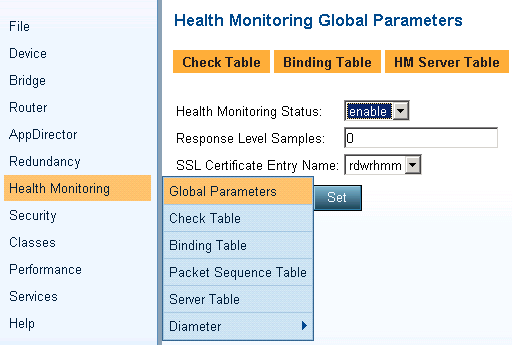 File
Device
Bridge
Router
AppDirector
Redundancy
Health Monitoring
Security
Classes
Performance
Services
Help
Health Monitoring Global Parameters
Check Table Binding Table HM Server Table
Health Monitoring Status: enable
Response Level Samples: 0
SSL Certificate Entry Name: rdwrhmm
Set
Global Parameters
Check Table
Binding Table
Packet Sequence Table
Server Table
Diameter